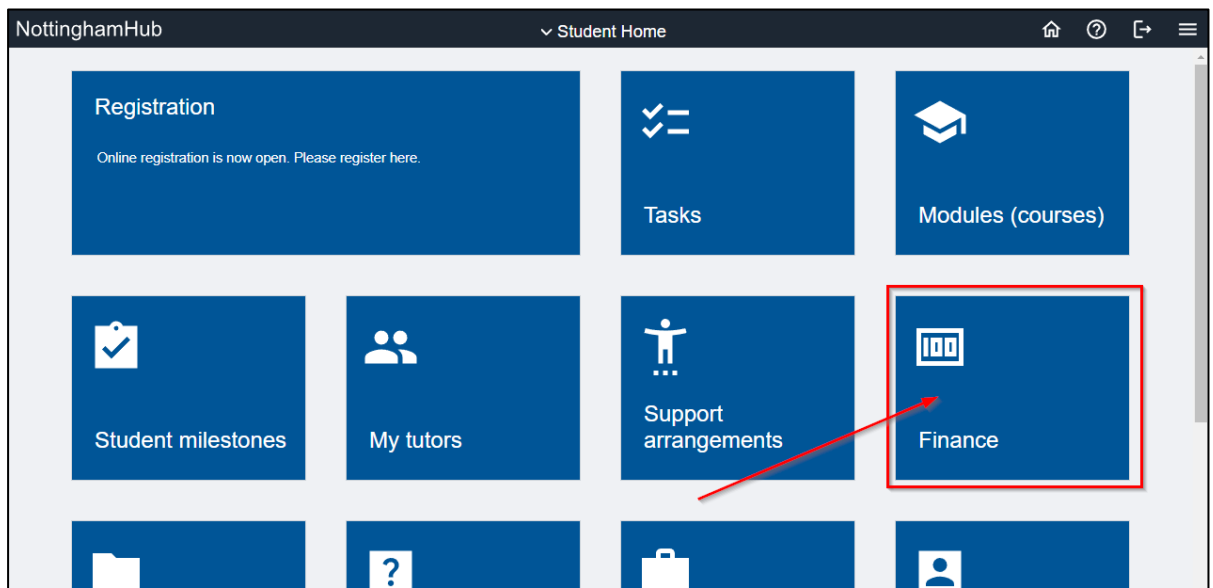 NottinghamHub
Student Home
Registration
Online registration is now open. Please register here.
Tasks
Modules (courses)
Student milestones
My tutors
Support
arrangements
100
Finance
?